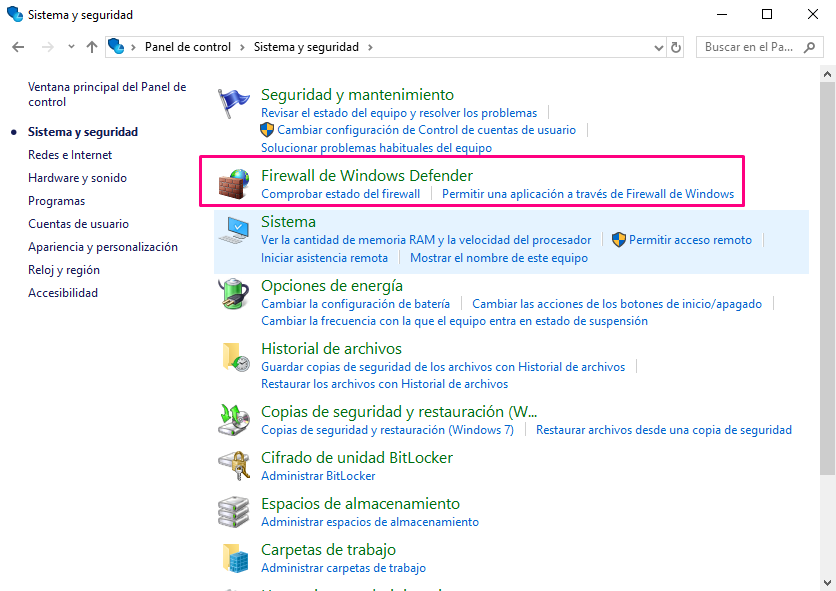 Sistema y seguridad
Panel de control > Sistema y seguridad >
Buscar en el Pa...
Ventana principal del Panel de
control
Sistema y seguridad
Redes e Internet
Hardware y sonido
Programas
Cuentas de usuario
Apariencia y personalización
Reloj y región
Accesibilidad
Seguridad y mantenimiento
Revisar el estado del equipo y resolver los problemas
Cambiar configuración de Control de cuentas de usuario
Solucionar problemas habituales del equipo
Firewall de Windows Defender
Comprobar estado del firewall | Permitir una aplicación a través de Firewall de Windows
Sistema
Ver la cantidad de memoria RAM y la velocidad del procesador | Permitir acceso remoto
Iniciar asistencia remota | Mostrar el nombre de este equipo
Opciones de energía
Cambiar la configuración de batería | Cambiar las acciones de los botones de inicio/apagado
Cambiar la frecuencia con la que el equipo entra en estado de suspensión
Historial de archivos
Guardar copias de seguridad de los archivos con Historial de archivos
Restaurar los archivos con Historial de archivos
Copias de seguridad y restauración (W...
Copias de seguridad y restauración (Windows 7) | Restaurar archivos desde una copia de seguridad
Cifrado de unidad BitLocker
Administrar BitLocker
Espacios de almacenamiento
Administrar espacios de almacenamiento
Carpetas de trabajo
Administrar carpetas de trabajo